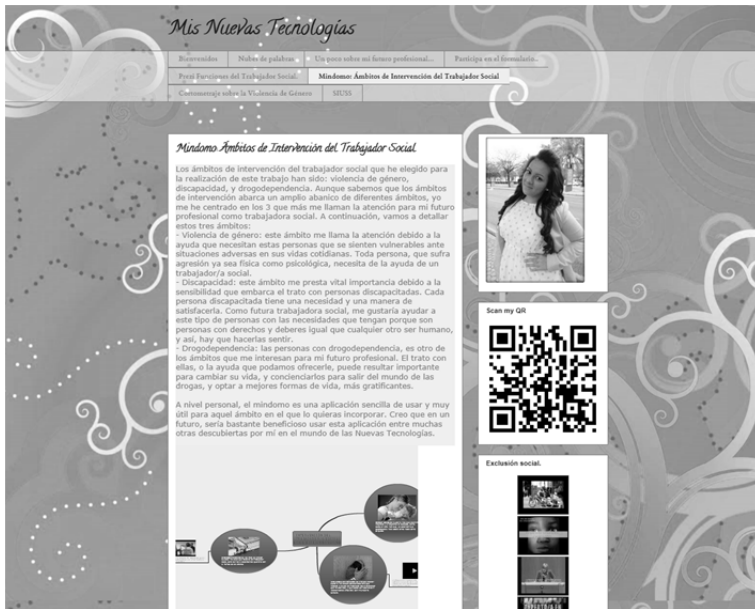 Mis Nuevas Tecnologías
Bienvenidos
Nubes de palabras
Un poco sobre mi futuro profesional...
Participa en el formulario..
Prezi Funciones del Trabajador Social.
Mindomo: Ámbitos de Intervención del Trabajador Social
Cortometraje sobre la Violencia de Género
SIUSS
Mindomo Ámbitos de Intervención del Trabajador Social
Los ámbitos de intervención del trabajador social que he elegido para
la realización de este trabajo han sido: violencia de género,
discapacidad, y drogodependencia. Aunque sabemos que los ámbitos
de intervención abarca un amplio abanico de diferentes ámbitos, yo
me he centrado en los 3 que más me llaman la atención para mi futuro
profesional como trabajadora social. A continuación, vamos a detallar
estos tres ámbitos:
- Violencia de género: este ámbito me llama la atención debido a la
ayuda que necesitan estas personas que se sienten vulnerables ante
situaciones adversas en sus vidas cotidianas. Toda persona, que sufra
agresión ya sea física como psicológica, necesita de la ayuda de un
trabajador/a social.
- Discapacidad: este ámbito me presta vital importancia debido a la
sensibilidad que embarca el trato con personas discapacitadas. Cada
persona discapacitada tiene una necesidad y una manera de
satisfacerla. Como futura trabajadora social, me gustaría ayudar a
este tipo de personas con las necesidades que tengan porque son
personas con derechos y deberes igual que cualquier otro ser humano,
y así, hay que hacerlas sentir.
- Drogodependencia: las personas con drogodependencia, es otro de
los ámbitos que me interesan para mi futuro profesional. El trato con
ellas, o la ayuda que podamos ofrecerle, puede resultar importante
para cambiar su vida, y concienciarlos para salir del mundo de las
drogas, y optar a mejores formas de vida, más gratificantes.
A nivel personal, el mindomo es una aplicación sencilla de usar y muy
útil para aquel ámbito en el que lo quieras incorporar. Creo que en un
futuro, sería bastante beneficioso usar esta aplicación entre muchas
otras descubiertas por mí en el mundo de las Nuevas Tecnologías.
Scan my QR
Exclusión social.